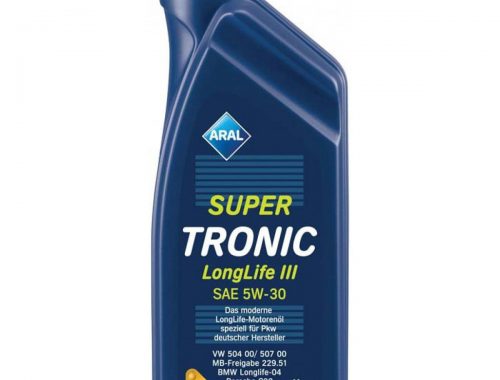 ARAL
SUPER
TRONIC
LongLife III
SAE 5W-30
Das moderne
LongLife-Motorenöl
speziell für Pkw
deutscher Hersteller
VW 504 00/ 507 00
MB-Freigabe 229.51
BMW Longlife-04